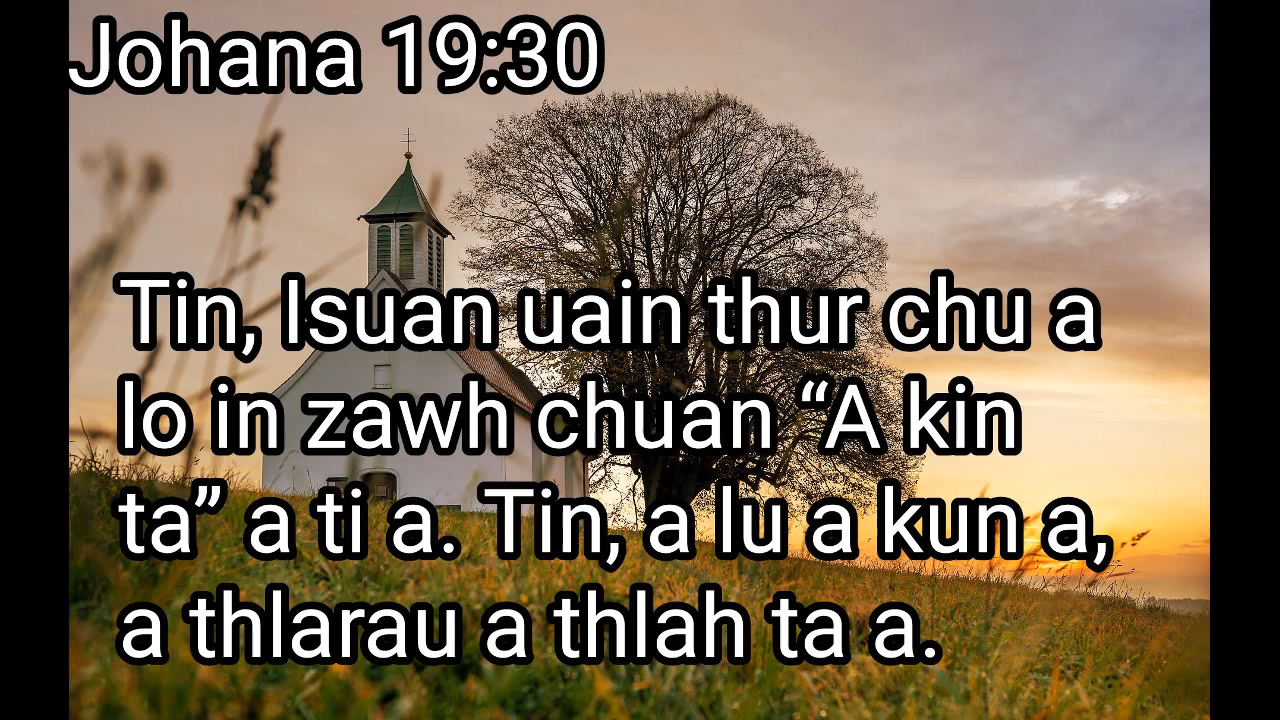 Johana 19:30
Tin, Isuan uain thur chu a
lo in zawh chuan “A kin
ta” a ti a. Tin, a lu a kun a,
a thlarau a thlah ta a.